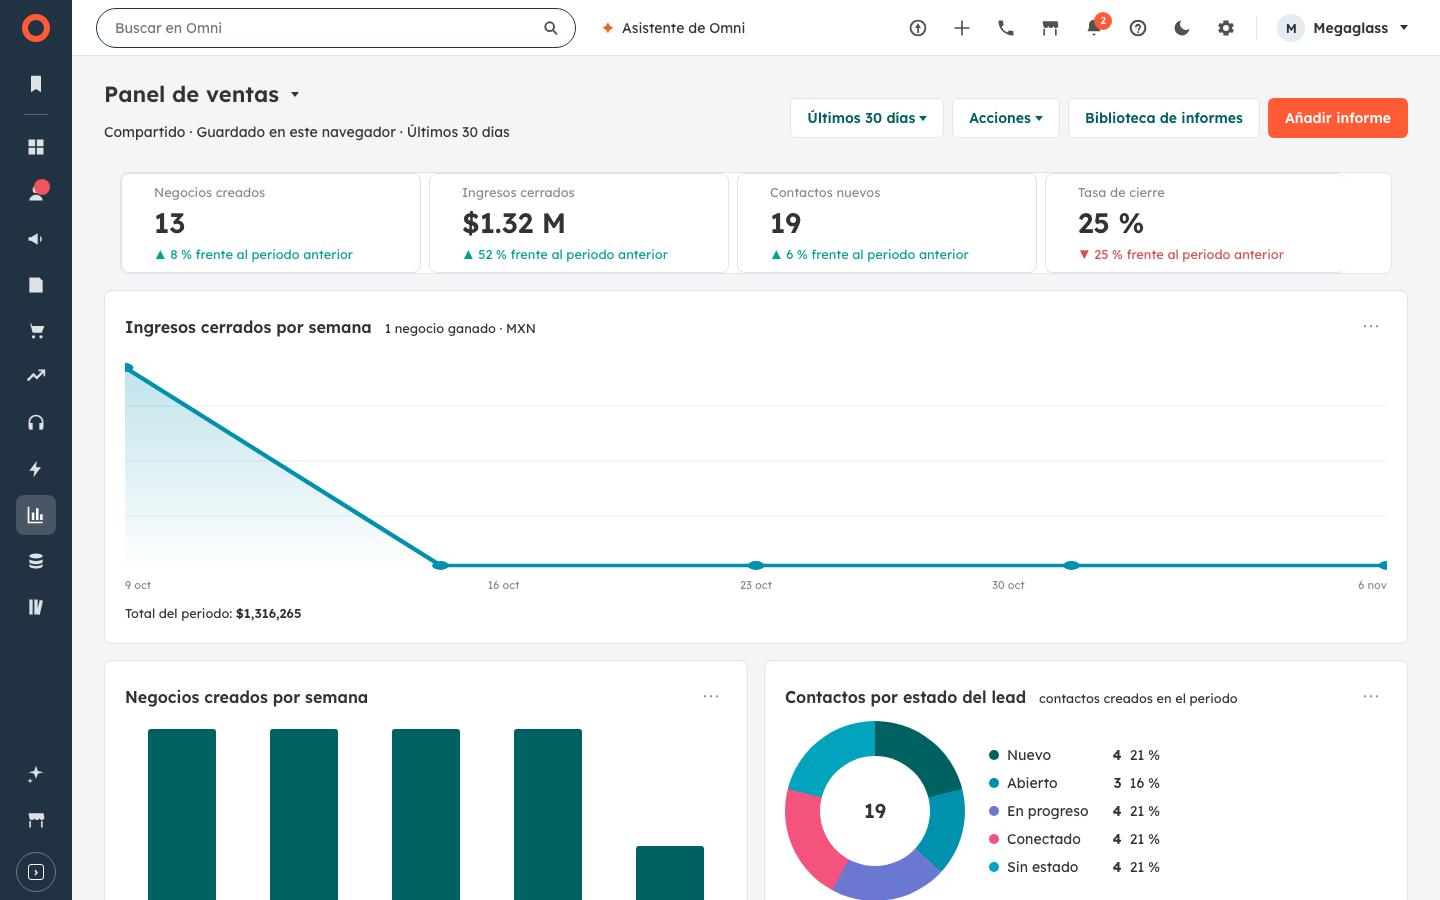 Buscar en Omni
Asistente de Omni
2
M
Megaglass
Panel de ventas
Compartido · Guardado en este navegador · Últimos 30 días
Últimos 30 días
Acciones
Biblioteca de informes
Añadir informe
Negocios creados
13
▲ 8 % frente al periodo anterior
Ingresos cerrados
$1.32 M
▲ 52 % frente al periodo anterior
Contactos nuevos
19
▲ 6 % frente al periodo anterior
Tasa de cierre
25 %
▼ 25 % frente al periodo anterior
Ingresos cerrados por semana 1 negocio ganado · MXN
9 oct 16 oct 23 oct 30 oct 6 nov
Total del periodo: $1,316,265
Negocios creados por semana
Contactos por estado del lead contactos creados en el periodo
19
Nuevo 4 21 %
Abierto 3 16 %
En progreso 4 21 %
Conectado 4 21 %
Sin estado 4 21 %